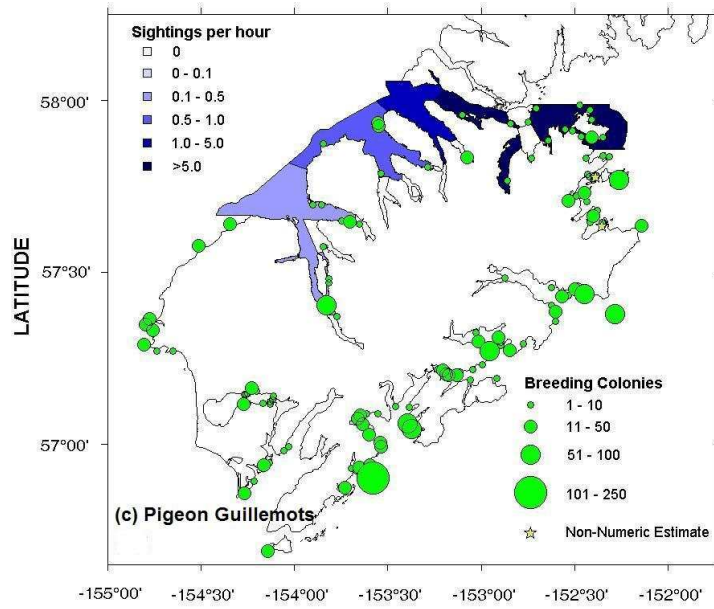 Sightings per hour
0
0 - 0.1
0.1 - 0.5
0.5 - 1.0
1.0 - 5.0
>5.0
58°00'
57°30'
57°00'
LATITUDE
Breeding Colonies
1 - 10
11 - 50
51 - 100
101 - 250
Non-Numeric Estimate
(c) Pigeon Guillemots
-155°00' -154°30' -154°00' -153°30' -153°00' -152°30' -152°00'